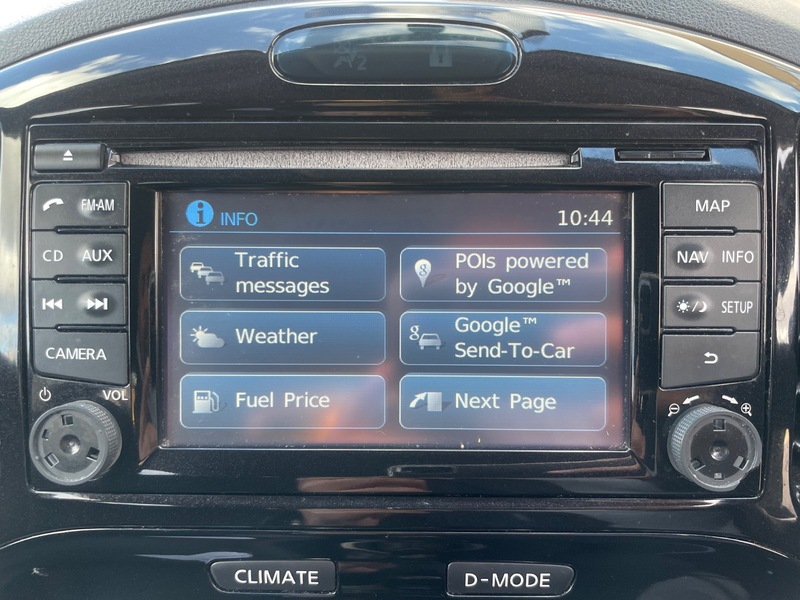 2
FM·AM
CD AUX
CAMERA
VOL
INFO 10:44
Traffic
messages
POIs powered
by Google™
Weather
Google™
Send-To-Car
Fuel Price
Next Page
MAP
NAV INFO
SETUP
CLIMATE
D-MODE